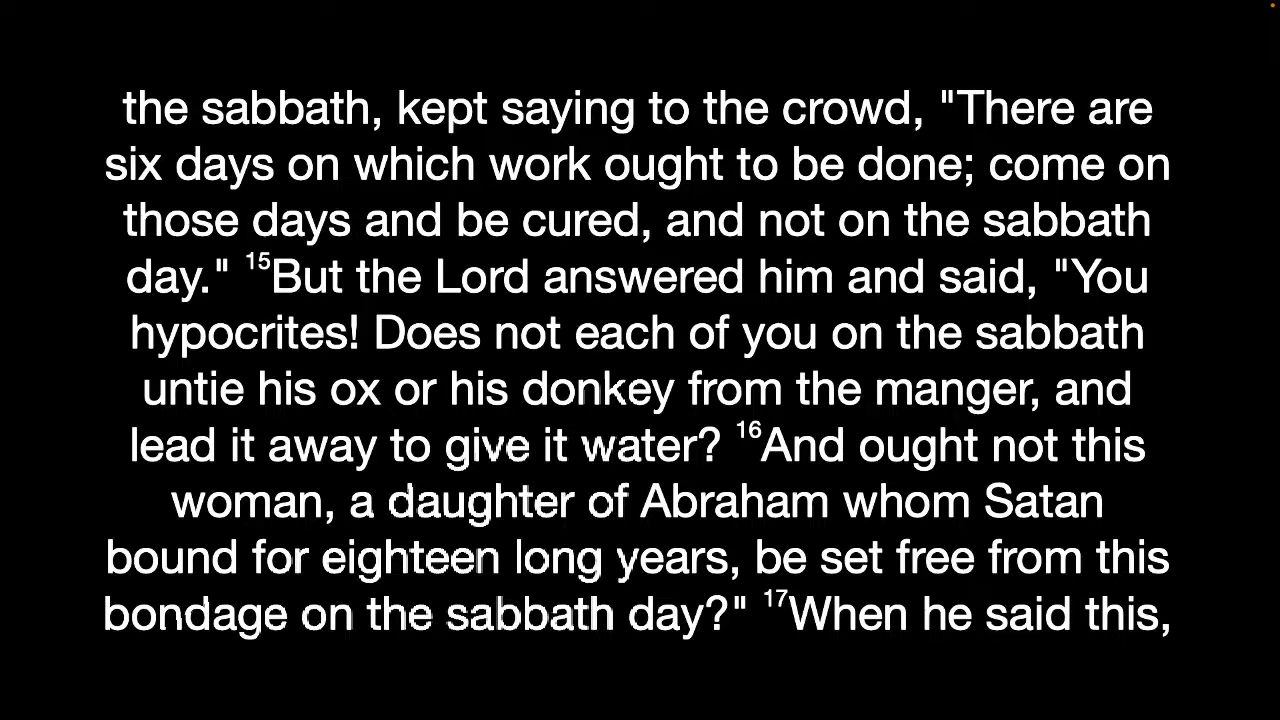 the sabbath, kept saying to the crowd, "There are
six days on which work ought to be done; come on
those days and be cured, and not on the sabbath
day." 15But the Lord answered him and said, "You
hypocrites! Does not each of you on the sabbath
untie his ox or his donkey from the manger, and
lead it away to give it water? 16And ought not this
woman, a daughter of Abraham whom Satan
bound for eighteen long years, be set free from this
bondage on the sabbath day?" 17When he said this,